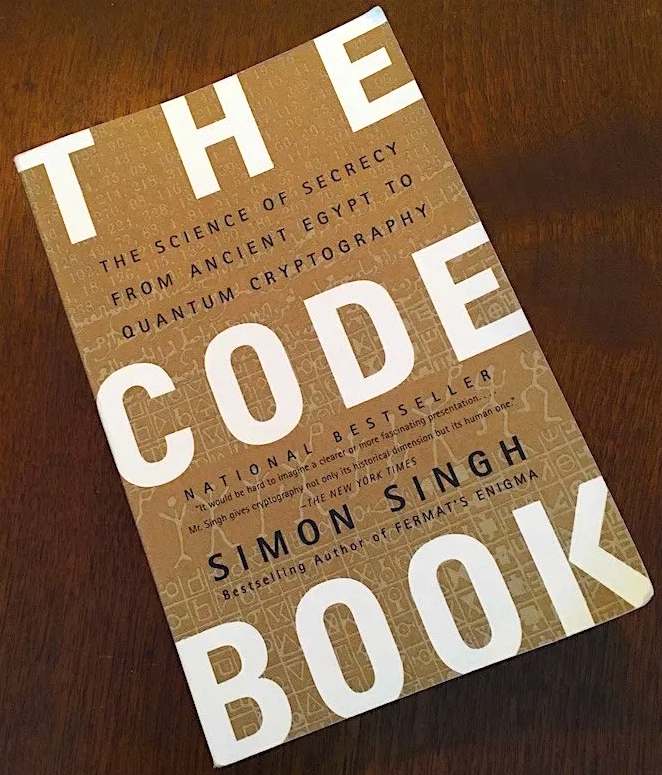 THE
THE SCIENCE OF SECRECY
FROM ANCIENT EGYPT TO
QUANTUM CRYPTOGRAPHY
CODE
NATIONAL BESTSELLER
"It would be hard to imagine a clearer or more fascinating presentation. . .
Mr. Singh gives cryptography not only its historical dimension but its human one."
—THE NEW YORK TIMES
SIMON SINGH
Bestselling Author of FERMAT'S ENIGMA
BOOK